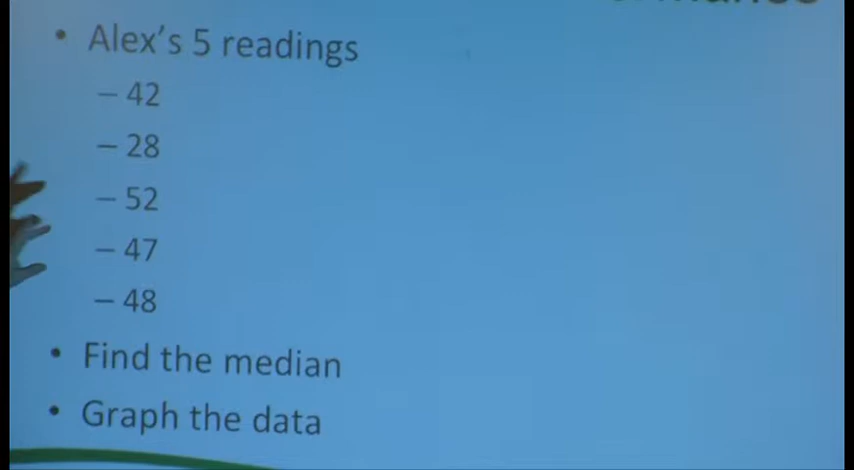 • Alex's 5 readings
– 42
– 28
– 52
– 47
– 48
• Find the median
• Graph the data